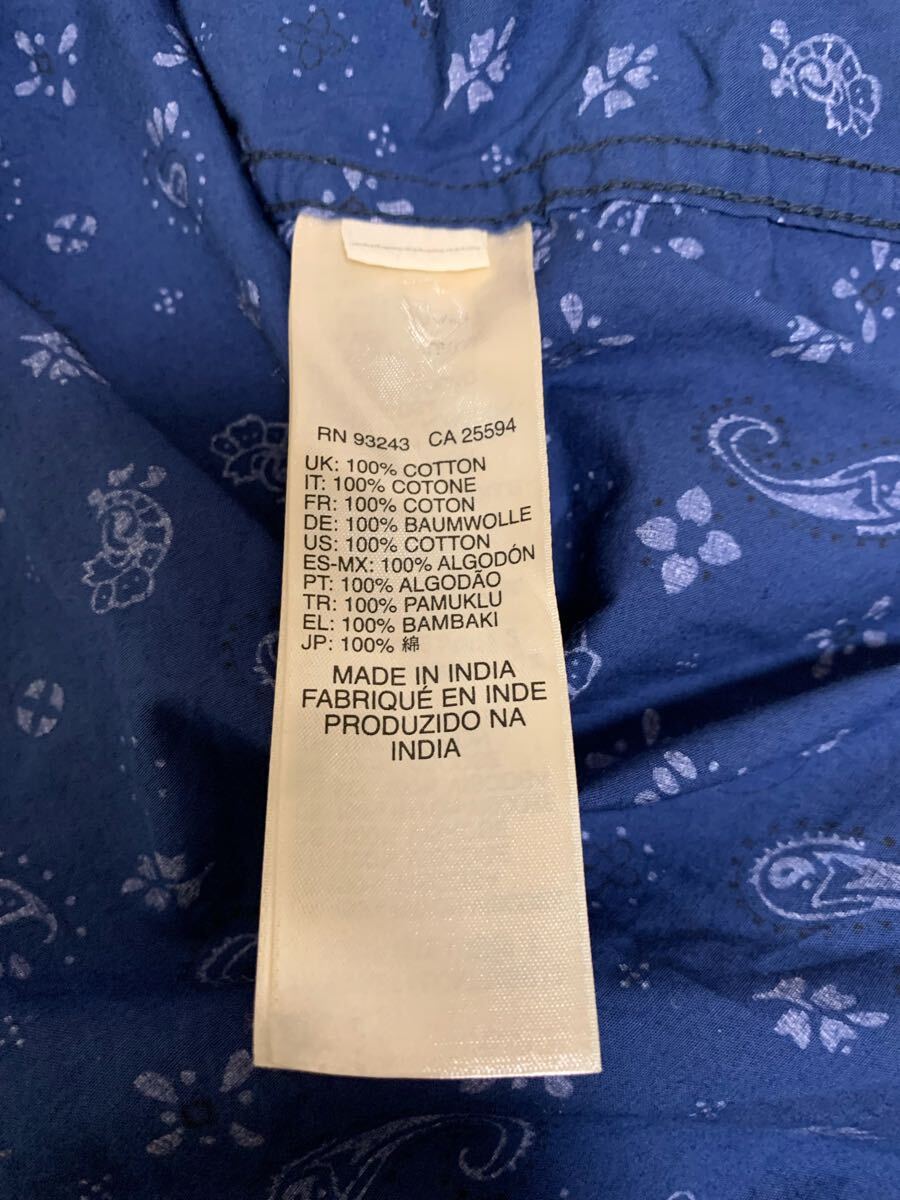 RN 93243 CA 25594
UK: 100% COTTON
IT: 100% COTONE
FR: 100% COTON
DE: 100% BAUMWOLLE
US: 100% COTTON
ES-MX: 100% ALGODÓN
PT: 100% ALGODÃO
TR: 100% PAMUKLU
EL: 100% BAMBAKI
JP: 100% 綿
MADE IN INDIA
FABRIQUÉ EN INDE
PRODUZIDO NA
INDIA